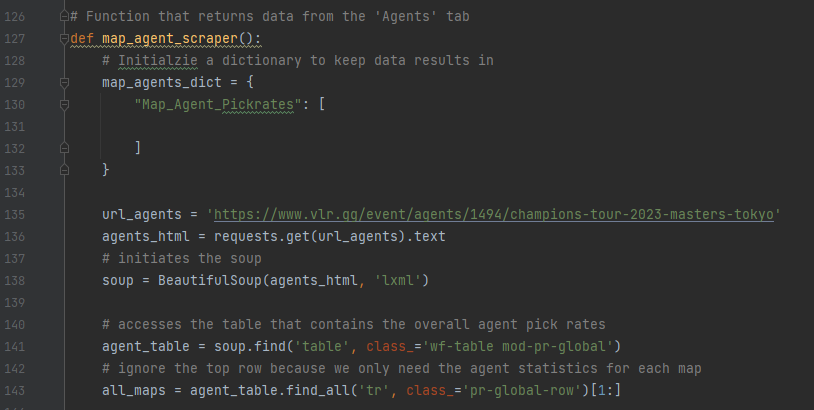 126 # Function that returns data from the 'Agents' tab
127 def map_agent_scraper():
128     # Initialzie a dictionary to keep data results in
129     map_agents_dict = {
130         "Map_Agent_Pickrates": [
131
132         ]
133     }
134
135     url_agents = 'https://www.vlr.gg/event/agents/1494/champions-tour-2023-masters-tokyo'
136     agents_html = requests.get(url_agents).text
137     # initiates the soup
138     soup = BeautifulSoup(agents_html, 'lxml')
139
140     # accesses the table that contains the overall agent pick rates
141     agent_table = soup.find('table', class_='wf-table mod-pr-global')
142     # ignore the top row because we only need the agent statistics for each map
143     all_maps = agent_table.find_all('tr', class_='pr-global-row')[1:]